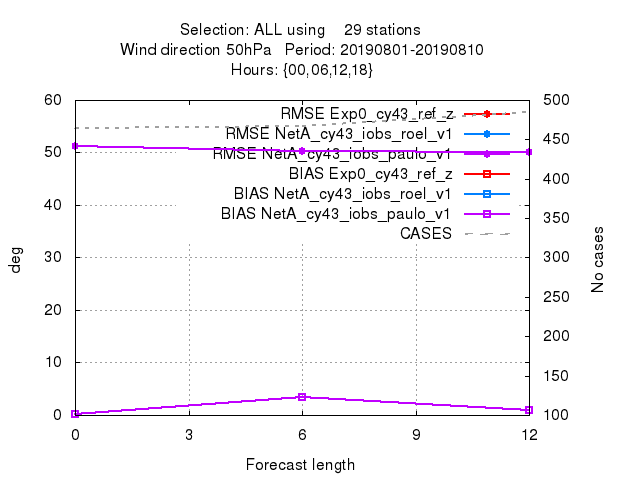 Selection: ALL using 29 stations
Wind direction 50hPa Period: 20190801-20190810
Hours: {00,06,12,18}
RMSE Exp0_cy43_ref_z
RMSE NetA_cy43_iobs_roel_v1
RMSE NetA_cy43_iobs_paulo_v1
BIAS Exp0_cy43_ref_z
BIAS NetA_cy43_iobs_roel_v1
BIAS NetA_cy43_iobs_paulo_v1
CASES
60
50
40
30
20
10
0
deg
500
450
400
350
300
250
200
150
100
No cases
0 3 6 9 12
Forecast length